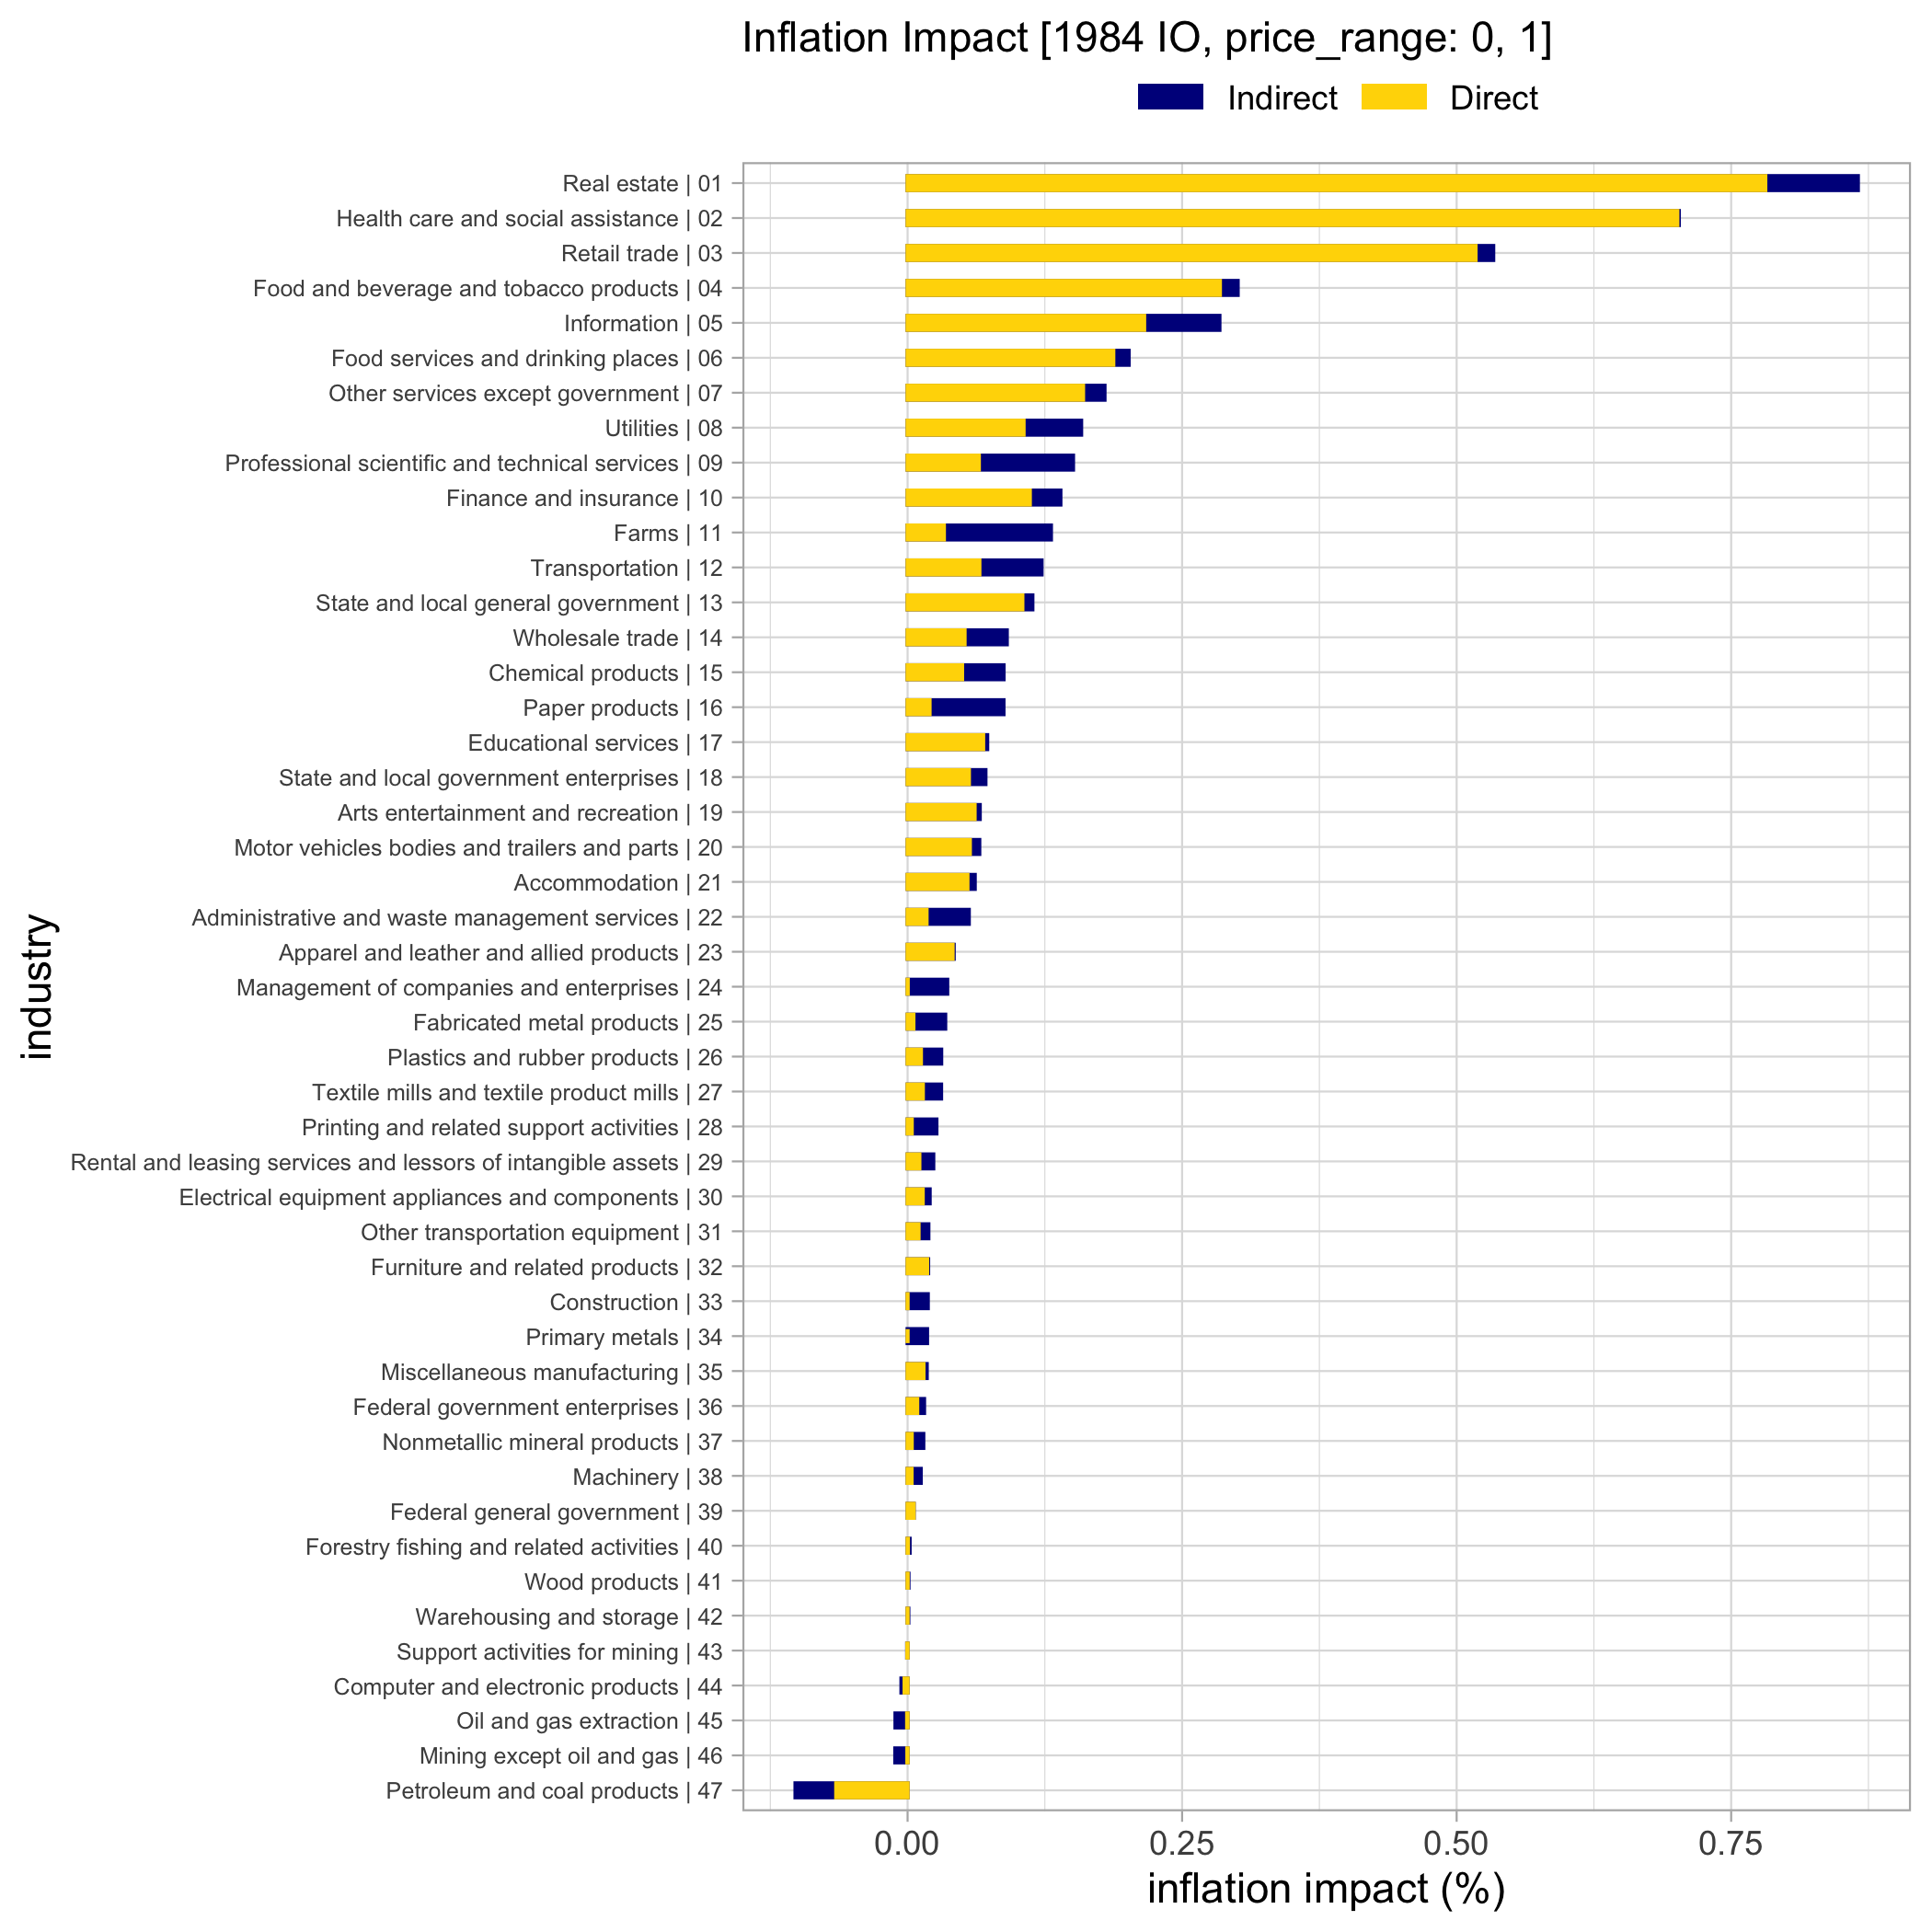 Inflation Impact [1984 IO, price_range: 0, 1]
Indirect Direct
industry
Real estate | 01
Health care and social assistance | 02
Retail trade | 03
Food and beverage and tobacco products | 04
Information | 05
Food services and drinking places | 06
Other services except government | 07
Utilities | 08
Professional scientific and technical services | 09
Finance and insurance | 10
Farms | 11
Transportation | 12
State and local general government | 13
Wholesale trade | 14
Chemical products | 15
Paper products | 16
Educational services | 17
State and local government enterprises | 18
Arts entertainment and recreation | 19
Motor vehicles bodies and trailers and parts | 20
Accommodation | 21
Administrative and waste management services | 22
Apparel and leather and allied products | 23
Management of companies and enterprises | 24
Fabricated metal products | 25
Plastics and rubber products | 26
Textile mills and textile product mills | 27
Printing and related support activities | 28
Rental and leasing services and lessors of intangible assets | 29
Electrical equipment appliances and components | 30
Other transportation equipment | 31
Furniture and related products | 32
Construction | 33
Primary metals | 34
Miscellaneous manufacturing | 35
Federal government enterprises | 36
Nonmetallic mineral products | 37
Machinery | 38
Federal general government | 39
Forestry fishing and related activities | 40
Wood products | 41
Warehousing and storage | 42
Support activities for mining | 43
Computer and electronic products | 44
Oil and gas extraction | 45
Mining except oil and gas | 46
Petroleum and coal products | 47
0.00 0.25 0.50 0.75
inflation impact (%)